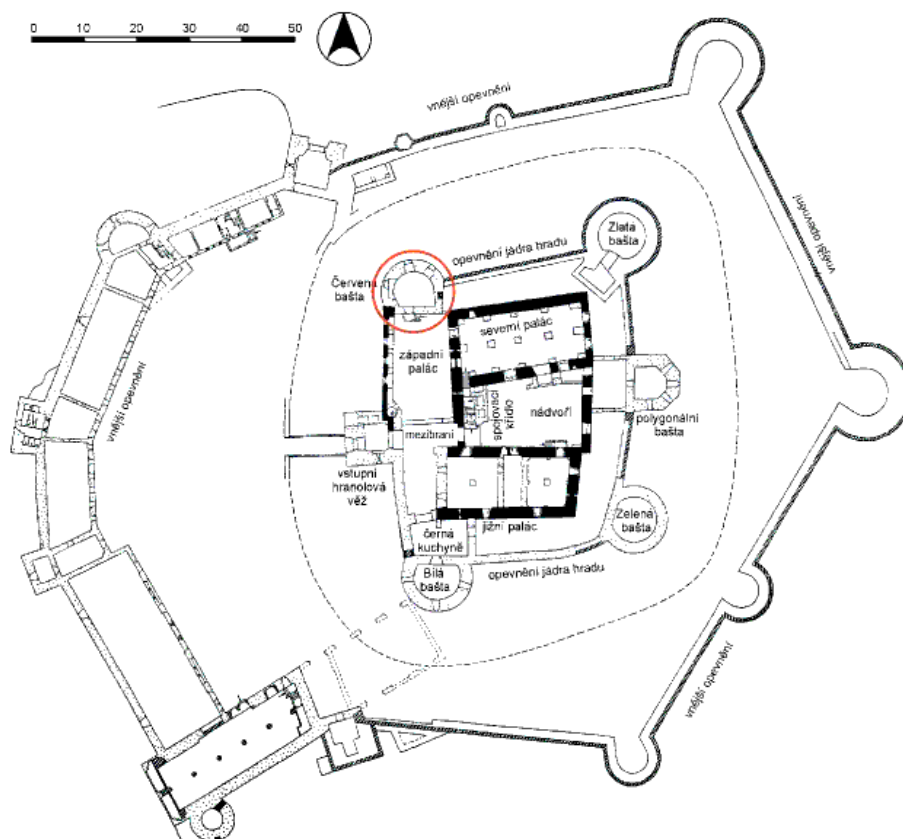 0 10 20 30 40 50
vnější opevnění
vnější opevnění
Zlatá
bašta
opevnění jádra hradu
Červená
bašta
severní palác
západní
palác
spojovací
křídlo
nádvoří
polygonální
bašta
mezibraní
vnější opevnění
vstupní
hranolová
věž
jižní palác
Zelená
bašta
černá
kuchyně
Bílá
bašta
opevnění jádra hradu
vnější opevnění